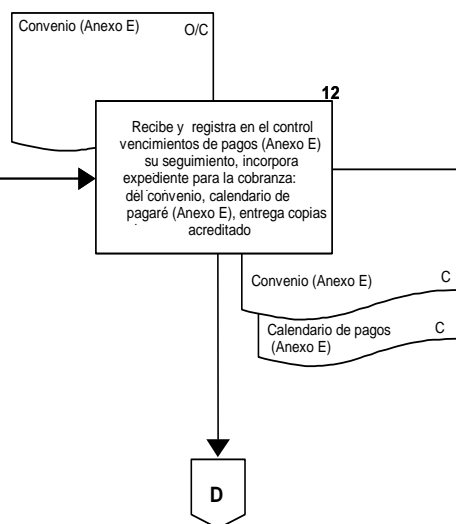 Convenio (Anexo E) O/C
12
Recibe y registra en el control
vencimientos de pagos (Anexo E)
su seguimiento, incorpora
expediente para la cobranza:
del convenio, calendario de
pagaré (Anexo E), entrega copias
acreditado
Convenio (Anexo E) C
Calendario de pagos C
(Anexo E)
D